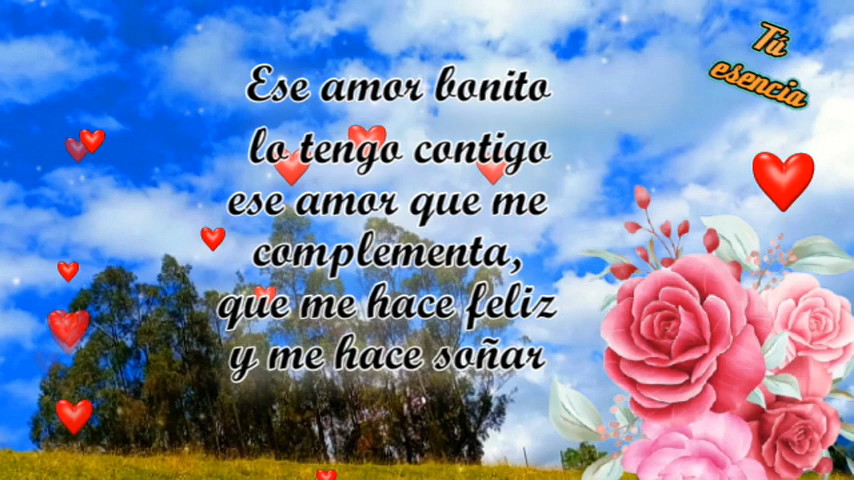 Tú
esencia
Ese amor bonito
lo tengo contigo
ese amor que me
complementa,
que me hace feliz
y me hace soñar